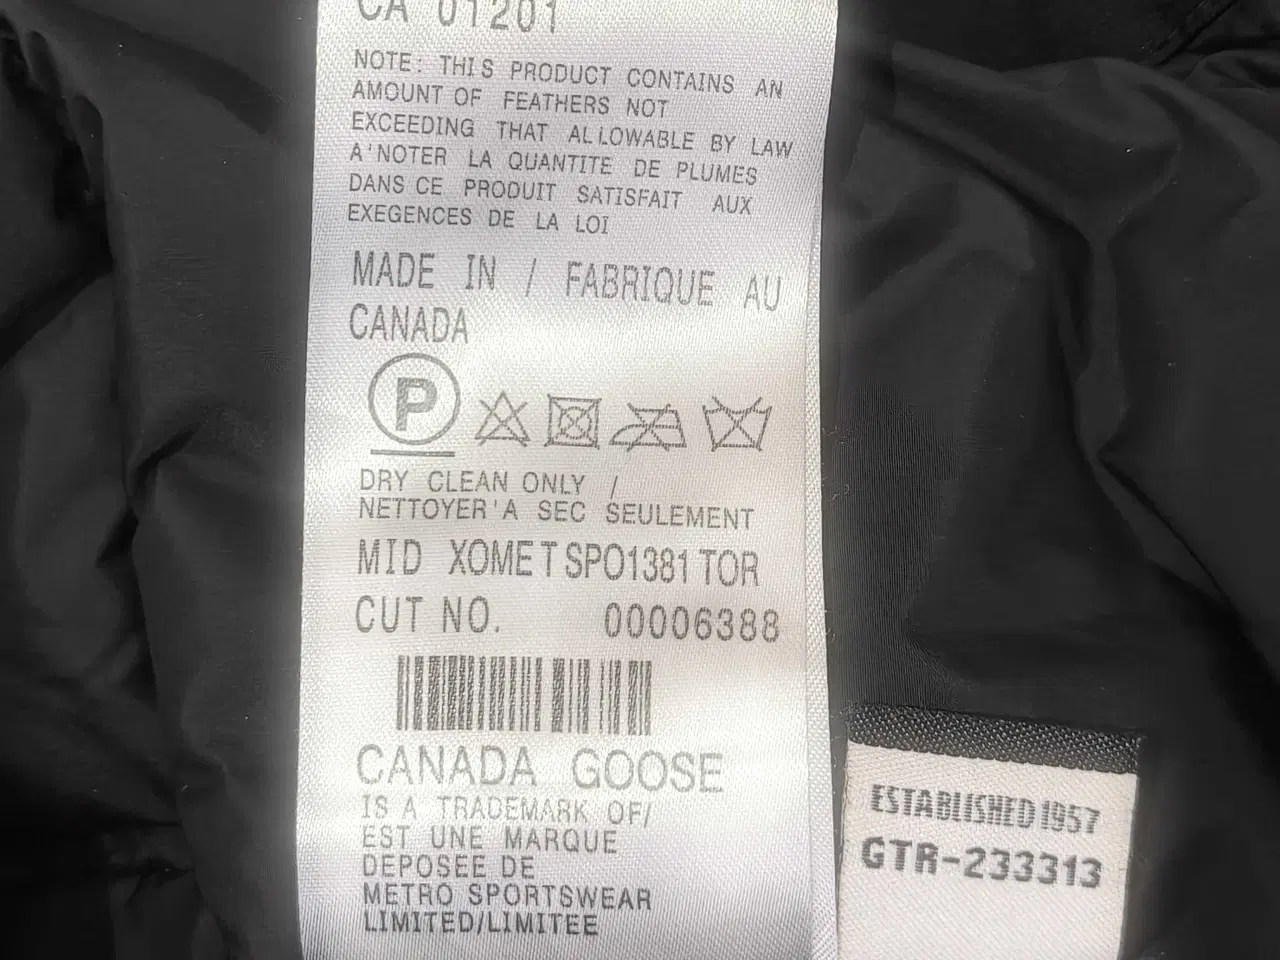 CA 01201
NOTE: THIS PRODUCT CONTAINS AN
AMOUNT OF FEATHERS NOT
EXCEEDING THAT ALLOWABLE BY LAW
A'NOTER LA QUANTITE DE PLUMES
DANS CE PRODUIT SATISFAIT AUX
EXEGENCES DE LA LOI
MADE IN / FABRIQUE AU
CANADA
P
DRY CLEAN ONLY /
NETTOYER'A SEC SEULEMENT
MID XOMETSPO1381 TOR
CUT NO. 00006388
CANADA GOOSE
IS A TRADEMARK OF/
EST UNE MARQUE
DEPOSEE DE
METRO SPORTSWEAR
LIMITED/LIMITEE
ESTABLISHED 1957
GTR-233313